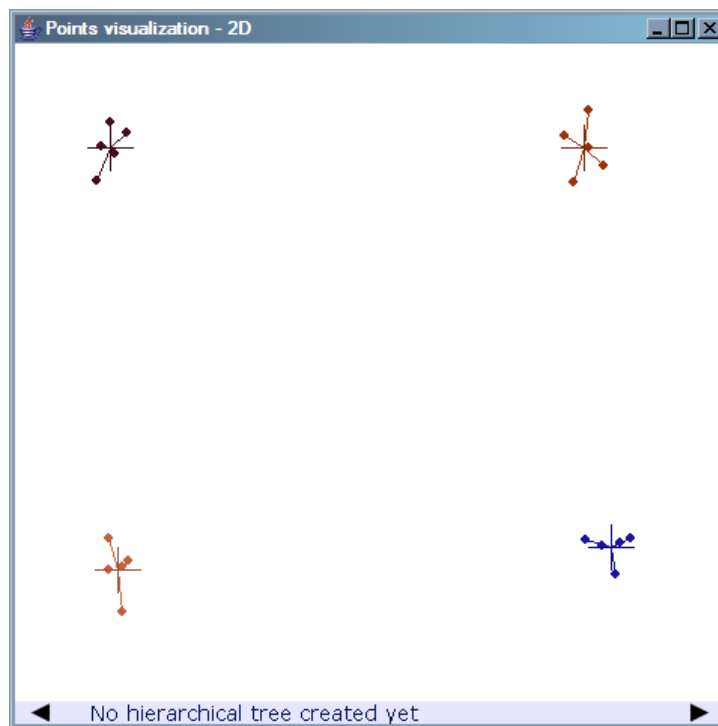 Points visualization - 2D
No hierarchical tree created yet